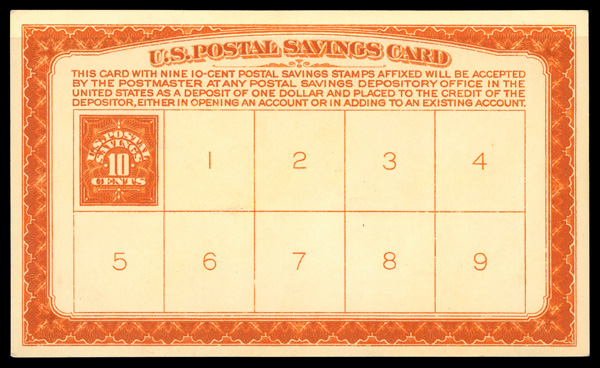 U.S. POSTAL SAVINGS CARD
THIS CARD WITH NINE 10-CENT POSTAL SAVINGS STAMPS AFFIXED WILL BE ACCEPTED
BY THE POSTMASTER AT ANY POSTAL SAVINGS DEPOSITORY OFFICE IN THE
UNITED STATES AS A DEPOSIT OF ONE DOLLAR AND PLACED TO THE CREDIT OF THE
DEPOSITOR, EITHER IN OPENING AN ACCOUNT OR IN ADDING TO AN EXISTING ACCOUNT.
U.S. POSTAL
SAVINGS
10
CENTS
1 2 3 4
5 6 7 8 9